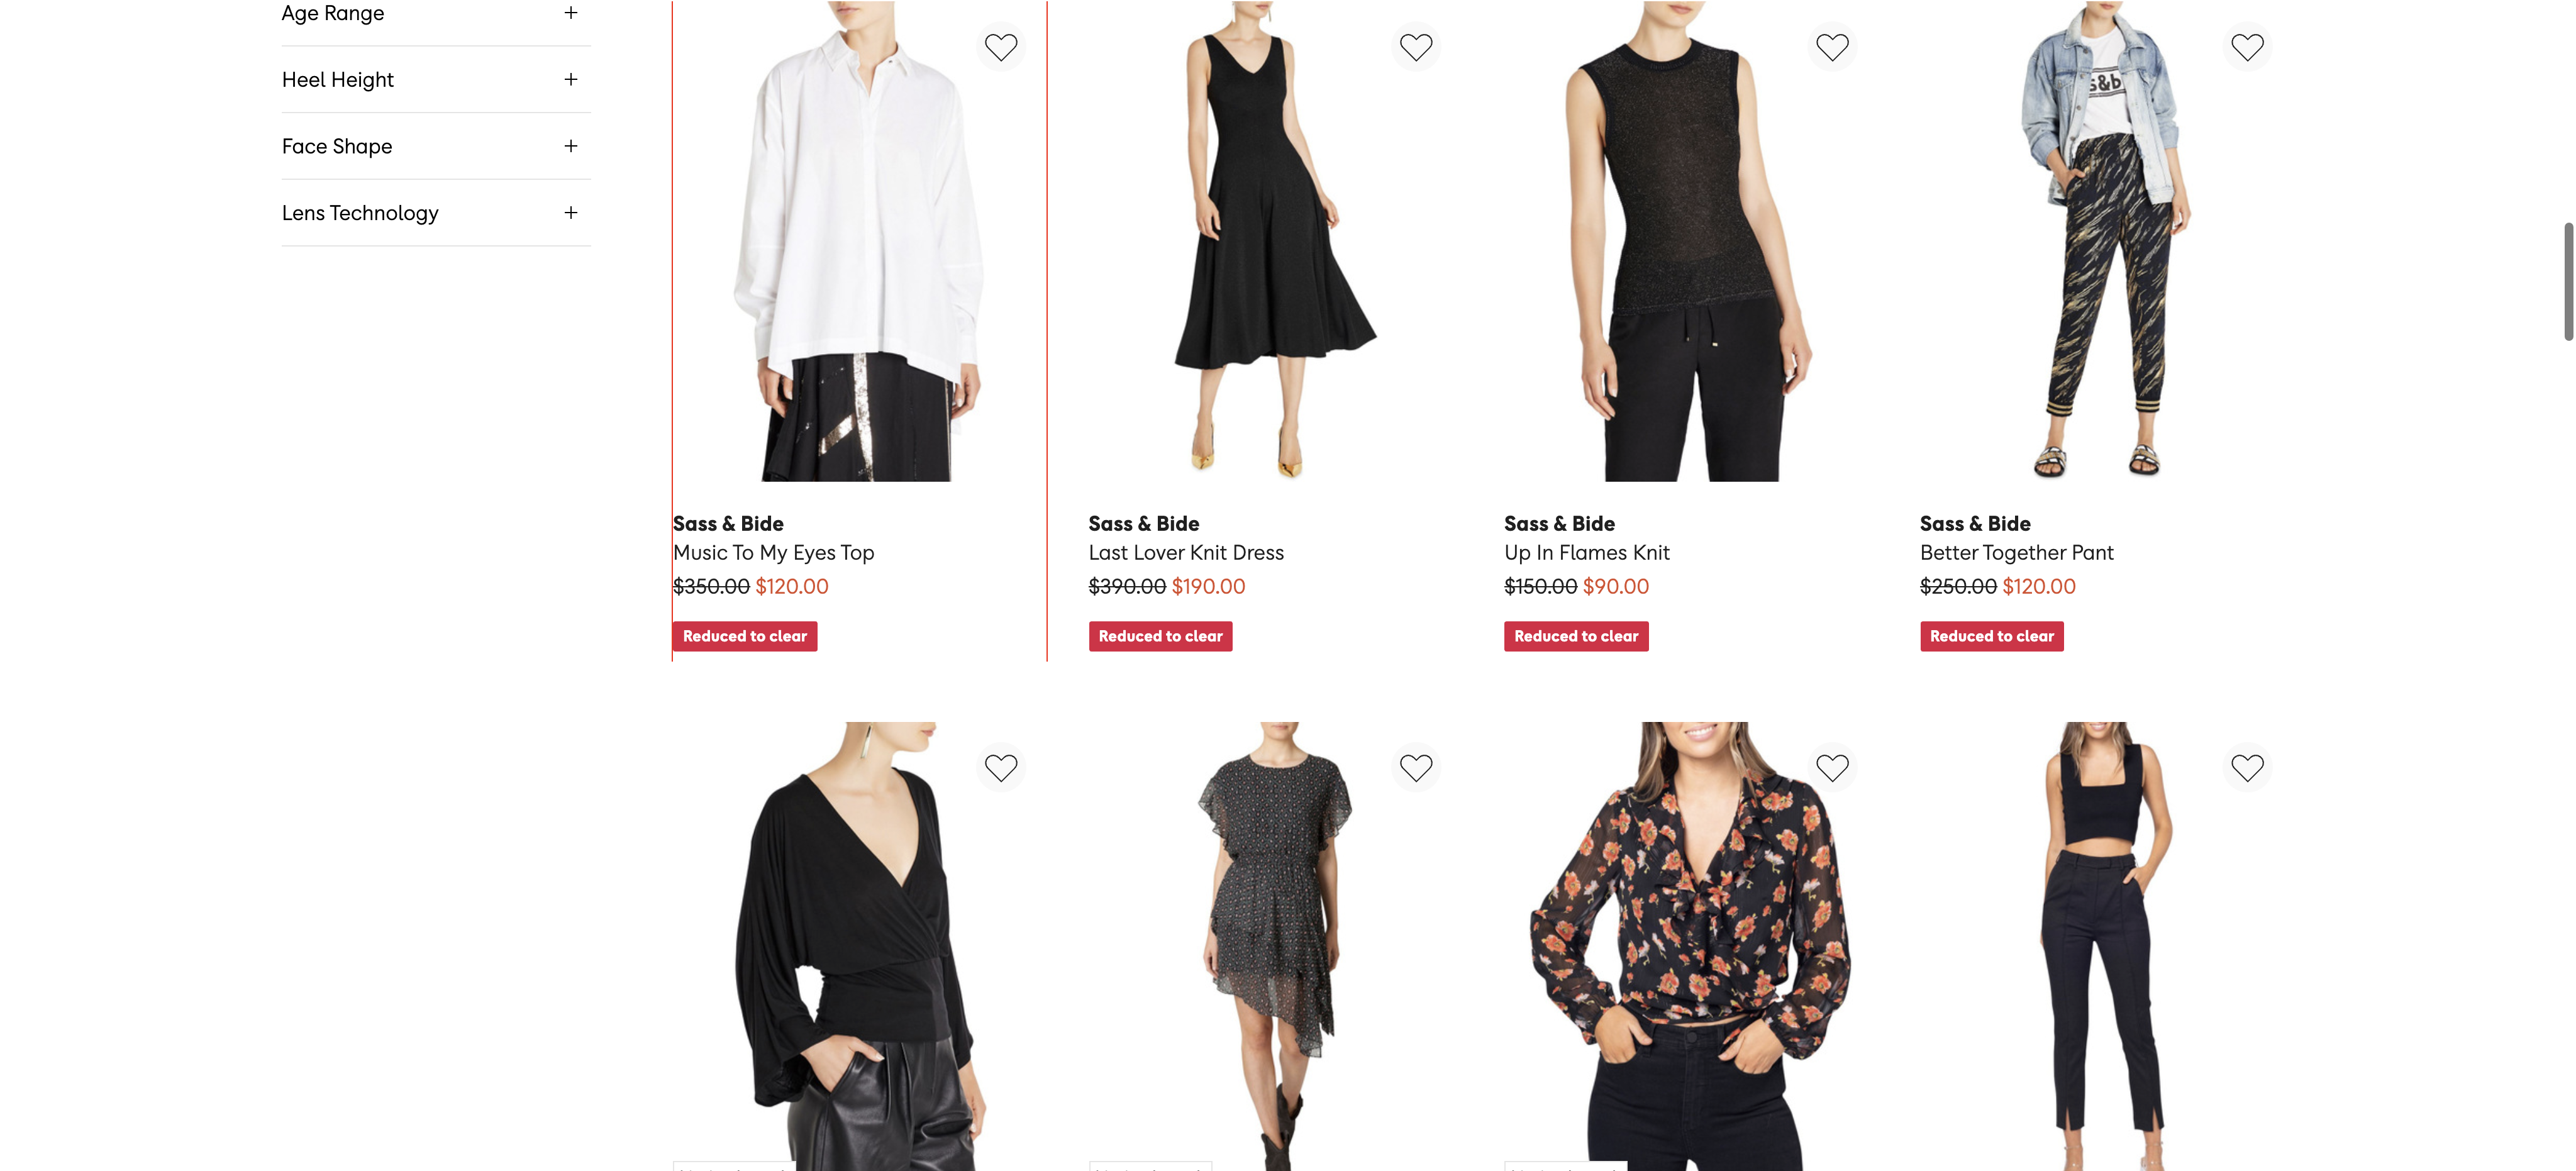 Age Range
Heel Height
Face Shape
Lens Technology
s&b
Sass & Bide
Music To My Eyes Top
$350.00 $120.00
Reduced to clear
Sass & Bide
Last Lover Knit Dress
$390.00 $190.00
Reduced to clear
Sass & Bide
Up In Flames Knit
$150.00 $90.00
Reduced to clear
Sass & Bide
Better Together Pant
$250.00 $120.00
Reduced to clear